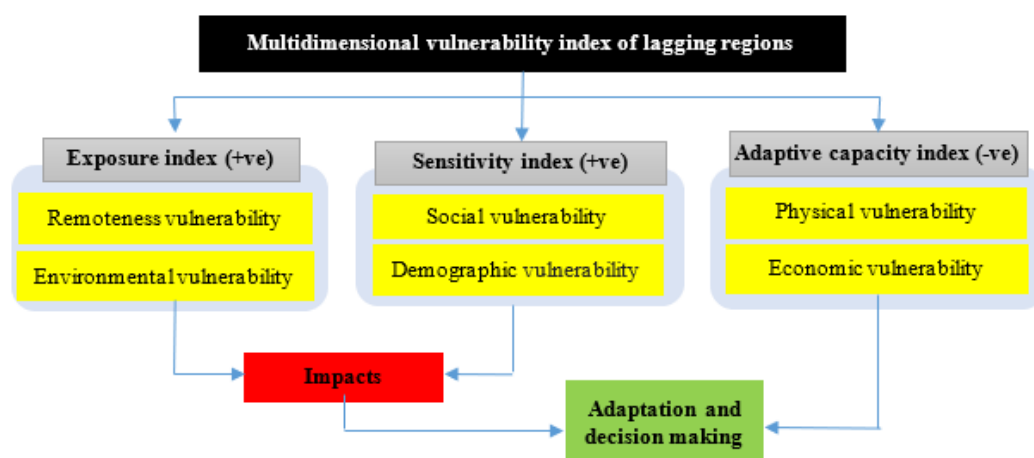 Multidimensional vulnerability index of lagging regions
Exposure index (+ve)
Remoteness vulnerability
Environmental vulnerability
Sensitivity index (+ve)
Social vulnerability
Demographic vulnerability
Adaptive capacity index (-ve)
Physical vulnerability
Economic vulnerability
Impacts
Adaptation and
decision making